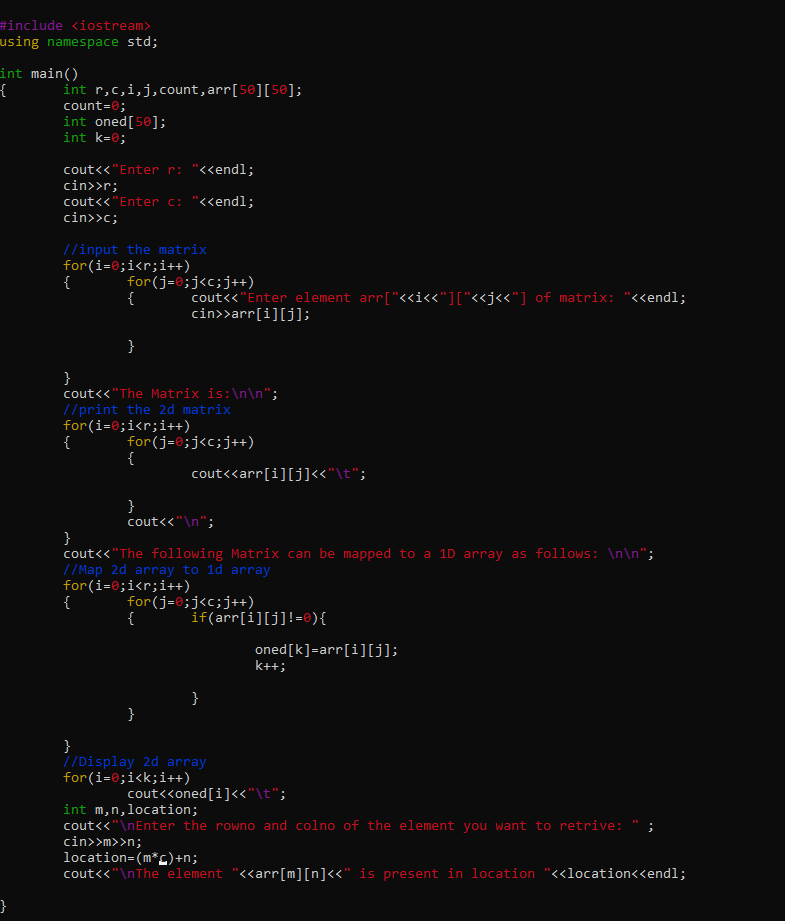 #include <iostream>
using namespace std;
int main()
{       int r,c,i,j,count,arr[50][50];
        count=0;
        int oned[50];
        int k=0;
        cout<<"Enter r: "<<endl;
        cin>>r;
        cout<<"Enter c: "<<endl;
        cin>>c;
        //input the matrix
        for(i=0;i<r;i++)
        {       for(j=0;j<c;j++)
                {       cout<<"Enter element arr["<<i<<"]["<<j<<"] of matrix: "<<endl;
                        cin>>arr[i][j];
                }
        }
        cout<<"The Matrix is:\n\n";
        //print the 2d matrix
        for(i=0;i<r;i++)
        {       for(j=0;j<c;j++)
                {
                        cout<<arr[i][j]<<"\t";
                }
                cout<<"\n";
        }
        cout<<"The following Matrix can be mapped to a 1D array as follows: \n\n";
        //Map 2d array to 1d array
        for(i=0;i<r;i++)
        {       for(j=0;j<c;j++)
                {       if(arr[i][j]!=0){
                                oned[k]=arr[i][j];
                                k++;
                        }
                }
        }
        //Display 2d array
        for(i=0;i<k;i++)
                cout<<oned[i]<<"\t";
        int m,n,location;
        cout<<"\nEnter the rowno and colno of the element you want to retrive: " ;
        cin>>m>>n;
        location=(m*c)+n;
        cout<<"\nThe element "<<arr[m][n]<<" is present in location "<<location<<endl;
}